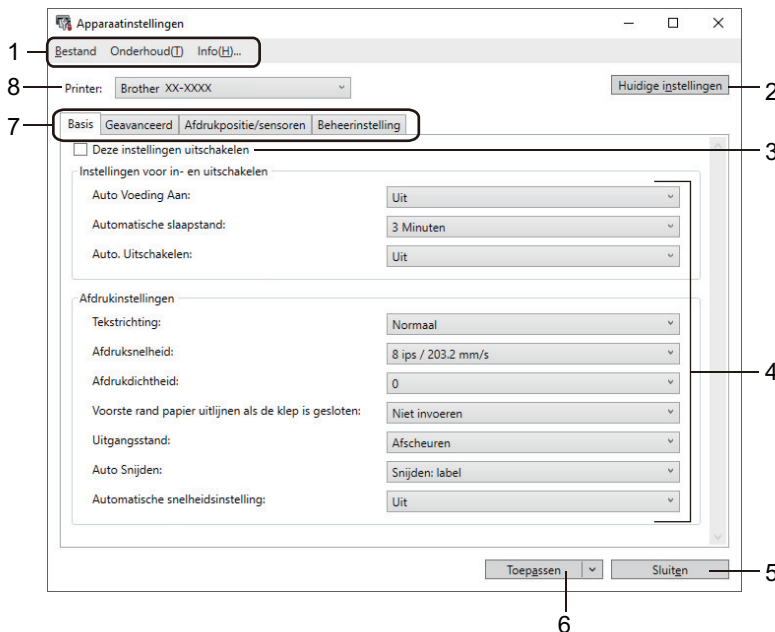 Apparaatinstellingen
1
Bestand Onderhoud(T) Info(H)...
8
Printer: Brother XX-XXXX
Huidige instellingen
2
7
Basis Geavanceerd Afdrukpositie/sensoren Beheerinstelling
Deze instellingen uitschakelen
3
Instellingen voor in- en uitschakelen
Auto Voeding Aan: Uit
Automatische slaapstand: 3 Minuten
Auto. Uitschakelen: Uit
Afdrukinstellingen
Tekstrichting: Normaal
Afdruksnelheid: 8 ips / 203.2 mm/s
4
Afdrukdichtheid: 0
Voorste rand papier uitlijnen als de klep is gesloten: Niet invoeren
Uitgangsstand: Afscheuren
Auto Snijden: Snijden: label
Automatische snelheidsinstelling: Uit
Toepassen Sluiten
5
6